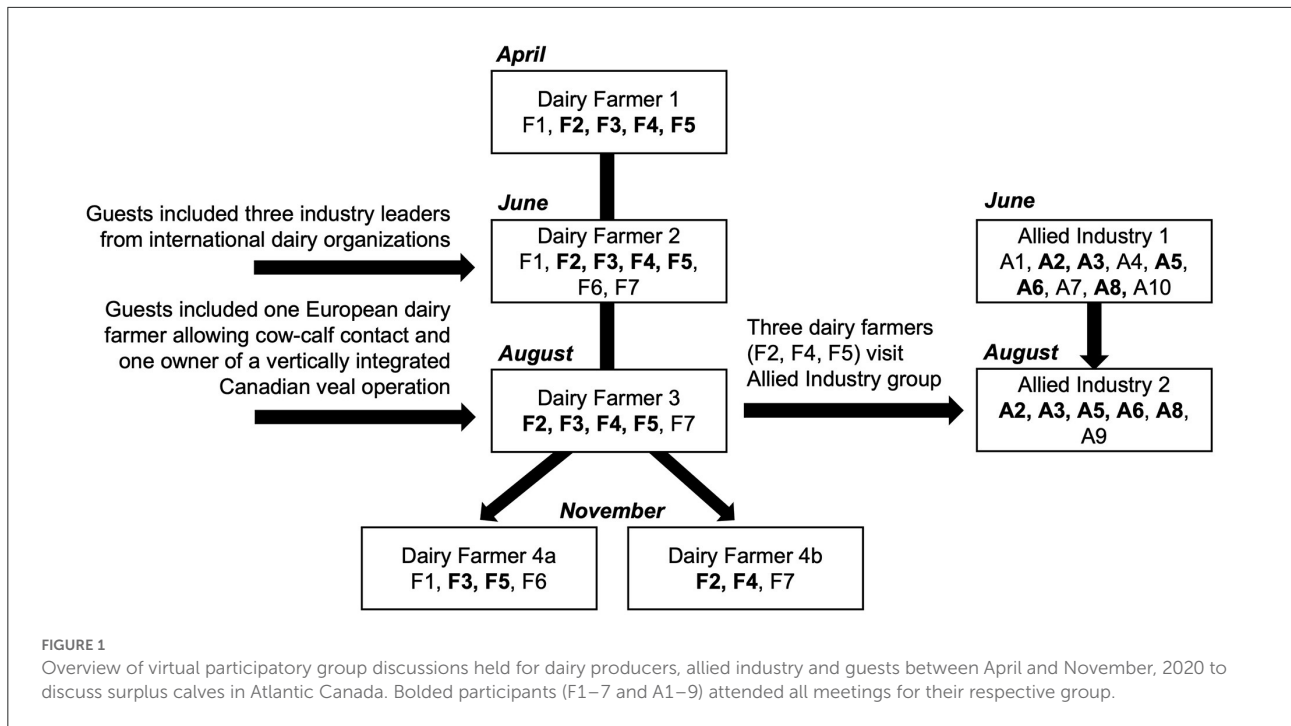 April
Dairy Farmer 1
F1, F2, F3, F4, F5
Guests included three industry leaders
from international dairy organizations
June
Dairy Farmer 2
F1, F2, F3, F4, F5,
F6, F7
June
Allied Industry 1
A1, A2, A3, A4, A5,
A6, A7, A8, A10
Guests included one European dairy
farmer allowing cow-calf contact and
one owner of a vertically integrated
Canadian veal operation
August
Dairy Farmer 3
F2, F3, F4, F5, F7
Three dairy farmers
(F2, F4, F5) visit
Allied Industry group
August
Allied Industry 2
A2, A3, A5, A6, A8,
A9
November
Dairy Farmer 4a
F1, F3, F5, F6
Dairy Farmer 4b
F2, F4, F7
FIGURE 1
Overview of virtual participatory group discussions held for dairy producers, allied industry and guests between April and November, 2020 to
discuss surplus calves in Atlantic Canada. Bolded participants (F1–7 and A1–9) attended all meetings for their respective group.